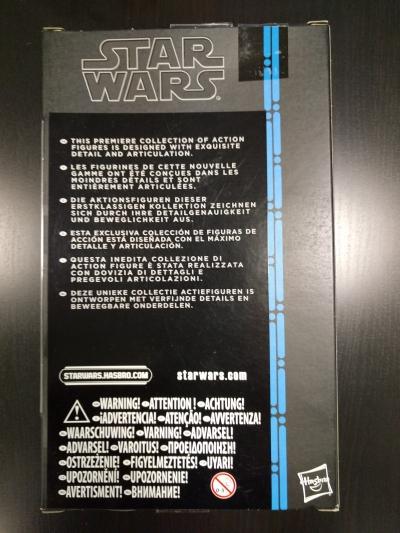 STAR
WARS®
THIS PREMIERE COLLECTION OF ACTION
FIGURES IS DESIGNED WITH EXQUISITE
DETAIL AND ARTICULATION.
LES FIGURINES DE CETTE NOUVELLE
GAMME ONT ÉTÉ CONÇUES DANS LES
MOINDRES DÉTAILS ET SONT
ENTIÈREMENT ARTICULÉES.
DIE AKTIONSFIGUREN DIESER
ERSTKLASSIGEN KOLLEKTION ZEICHNEN
SICH DURCH IHRE DETAILGENAUIGKEIT
UND BEWEGLICHKEIT AUS.
ESTA EXCLUSIVA COLECCIÓN DE FIGURAS DE
ACCIÓN ESTÁ DISEÑADA CON EL MÁXIMO
DETALLE Y ARTICULACIÓN.
QUESTA INEDITA COLLEZIONE DI
ACTION FIGURE È STATA REALIZZATA
CON DOVIZIA DI DETTAGLI E
PREGEVOLI ARTICOLAZIONI.
DEZE UNIEKE COLLECTIE ACTIEFIGUREN IS
ONTWORPEN MET VERFIJNDE DETAILS EN
BEWEEGBARE ONDERDELEN.
STARWARS.HASBRO.COM
starwars.com
WARNING! ATTENTION! ACHTUNG!
¡ADVERTENCIA! ATENÇÃO! AVVERTENZA!
WAARSCHUWING! VARNING! ADVARSEL!
ADVARSEL! VAROITUS! ΠΡΟΕΙΔΟΠΟΙΗΣΗ!
OSTRZEŻENIE! FIGYELMEZTETÉS! UYARI!
UPOZORNĚNÍ! UPOZORNENIE!
AVERTISMENT! ВНИМАНИЕ!
0-3
Hasbro